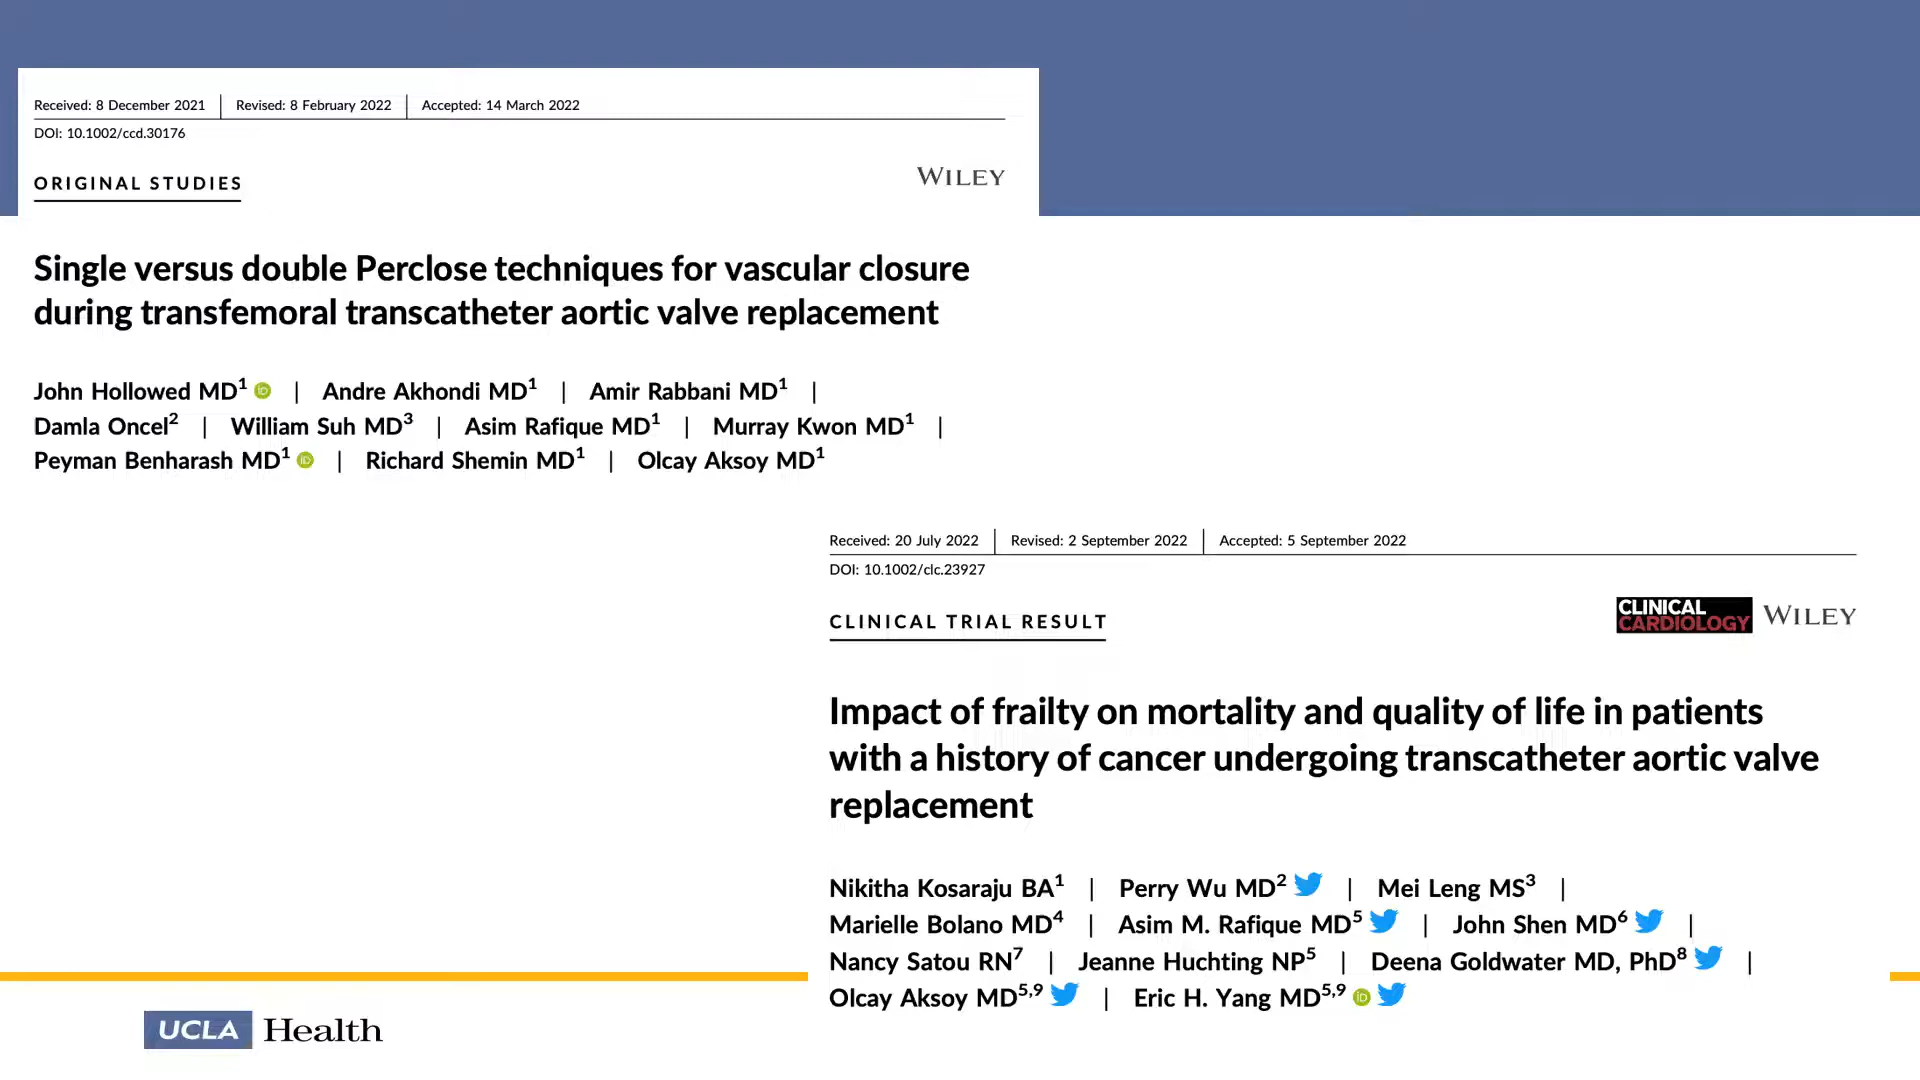 Received: 8 December 2021 | Revised: 8 February 2022 | Accepted: 14 March 2022
DOI: 10.1002/ccd.30176
ORIGINAL STUDIES
WILEY
Single versus double Perclose techniques for vascular closure
during transfemoral transcatheter aortic valve replacement
John Hollowed MD1 iD | Andre Akhondi MD1 | Amir Rabbani MD1 |
Damla Oncel2 | William Suh MD3 | Asim Rafique MD1 | Murray Kwon MD1 |
Peyman Benharash MD1 iD | Richard Shemin MD1 | Olcay Aksoy MD1
Received: 20 July 2022 | Revised: 2 September 2022 | Accepted: 5 September 2022
DOI: 10.1002/clc.23927
CLINICAL TRIAL RESULT
CLINICAL
CARDIOLOGY
WILEY
Impact of frailty on mortality and quality of life in patients
with a history of cancer undergoing transcatheter aortic valve
replacement
Nikitha Kosaraju BA1 | Perry Wu MD2 | Mei Leng MS3 |
Marielle Bolano MD4 | Asim M. Rafique MD5 | John Shen MD6 |
Nancy Satou RN7 | Jeanne Huchting NP5 | Deena Goldwater MD, PhD8 |
Olcay Aksoy MD5,9 | Eric H. Yang MD5,9 iD
UCLA Health